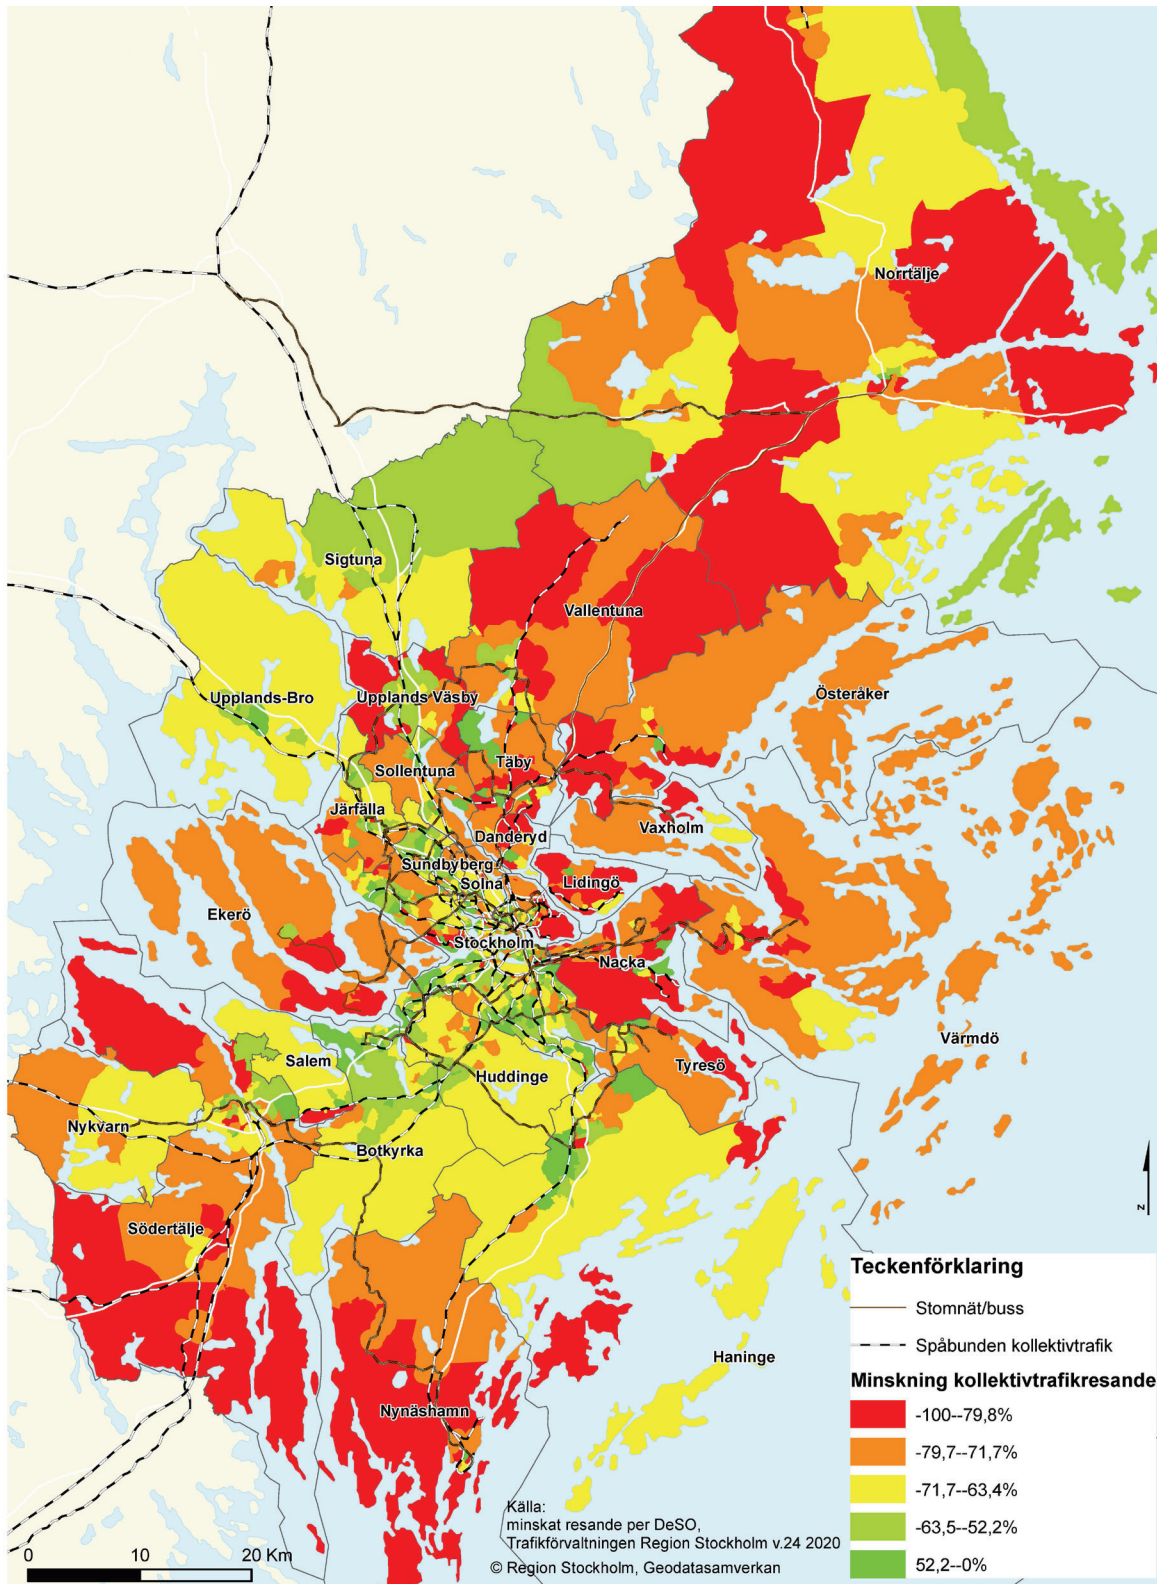 Norrtälje
Sigtuna
Vallentuna
Österåker
Upplands-Bro
Upplands Väsby
Täby
Sollentuna
Järfälla
Vaxholm
Danderyd
Sundbyberg
Lidingö
Solna
Ekerö
Stockholm
Nacka
Värmdö
Salem
Tyresö
Huddinge
Nykvarn
Botkyrka
Södertälje
Haninge
Nynäshamn
N
Teckenförklaring
Stomnät/buss
Spåbunden kollektivtrafik
Minskning kollektivtrafikresande
-100--79,8%
-79,7--71,7%
-71,7--63,4%
-63,5--52,2%
52,2--0%
Källa:
minskat resande per DeSO,
Trafikförvaltningen Region Stockholm v.24 2020
© Region Stockholm, Geodatasamverkan
0 10 20 Km